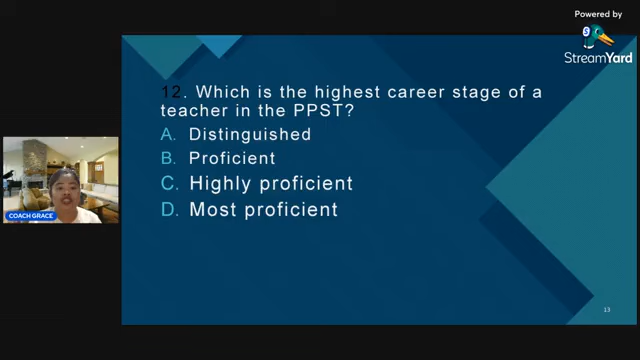 Powered by
StreamYard
12. Which is the highest career stage of a
teacher in the PPST?
A. Distinguished
B. Proficient
C. Highly proficient
D. Most proficient
COACH GRACE
13